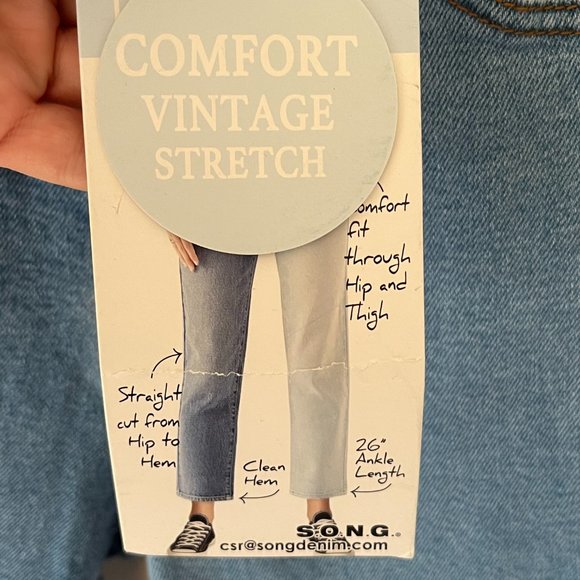 COMFORT
VINTAGE
STRETCH
fit
through
Hip and
Thigh
Straight
cut from
Hip to
Hem
Clean
Hem
26"
Ankle
Length
S.O.N.G.®
csr@songdenim.com